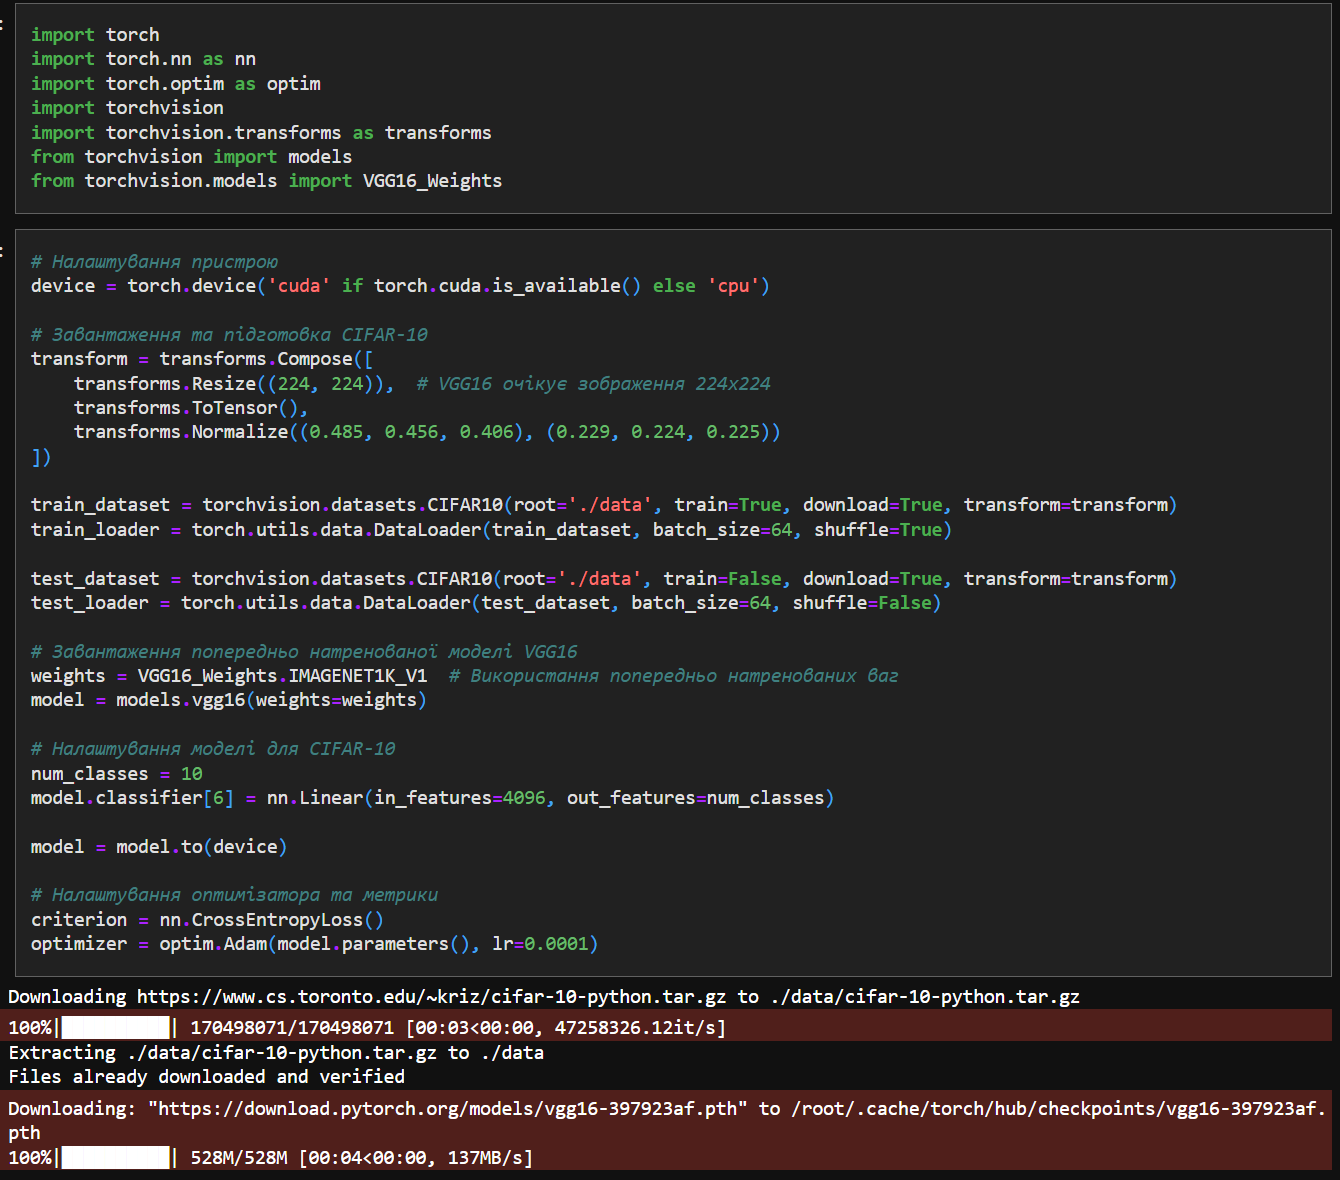 :
import torch
import torch.nn as nn
import torch.optim as optim
import torchvision
import torchvision.transforms as transforms
from torchvision import models
from torchvision.models import VGG16_Weights
:
# Налаштування пристрою
device = torch.device('cuda' if torch.cuda.is_available() else 'cpu')
# Завантаження та підготовка CIFAR-10
transform = transforms.Compose([
    transforms.Resize((224, 224)),  # VGG16 очікує зображення 224x224
    transforms.ToTensor(),
    transforms.Normalize((0.485, 0.456, 0.406), (0.229, 0.224, 0.225))
])
train_dataset = torchvision.datasets.CIFAR10(root='./data', train=True, download=True, transform=transform)
train_loader = torch.utils.data.DataLoader(train_dataset, batch_size=64, shuffle=True)
test_dataset = torchvision.datasets.CIFAR10(root='./data', train=False, download=True, transform=transform)
test_loader = torch.utils.data.DataLoader(test_dataset, batch_size=64, shuffle=False)
# Завантаження попередньо натренованої моделі VGG16
weights = VGG16_Weights.IMAGENET1K_V1  # Використання попередньо натренованих ваг
model = models.vgg16(weights=weights)
# Налаштування моделі для CIFAR-10
num_classes = 10
model.classifier[6] = nn.Linear(in_features=4096, out_features=num_classes)
model = model.to(device)
# Налаштування оптимізатора та метрики
criterion = nn.CrossEntropyLoss()
optimizer = optim.Adam(model.parameters(), lr=0.0001)
Downloading https://www.cs.toronto.edu/~kriz/cifar-10-python.tar.gz to ./data/cifar-10-python.tar.gz
100%|██████████| 170498071/170498071 [00:03<00:00, 47258326.12it/s]
Extracting ./data/cifar-10-python.tar.gz to ./data
Files already downloaded and verified
Downloading: "https://download.pytorch.org/models/vgg16-397923af.pth" to /root/.cache/torch/hub/checkpoints/vgg16-397923af.
pth
100%|██████████| 528M/528M [00:04<00:00, 137MB/s]